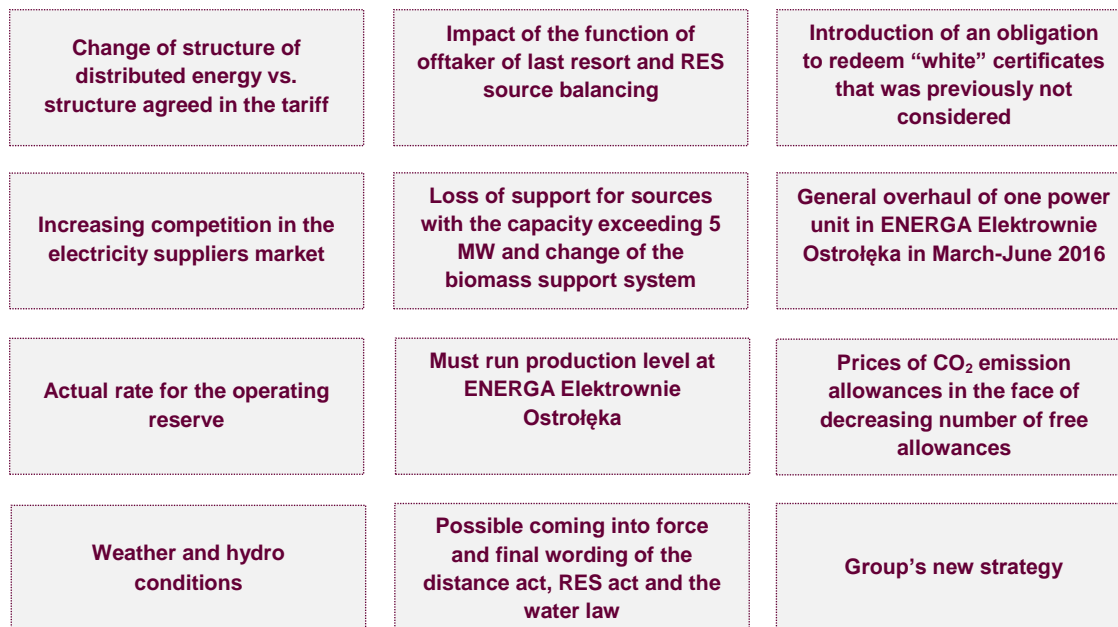 Change of structure of
distributed energy vs.
structure agreed in the tariff
Impact of the function of
offtaker of last resort and RES
source balancing
Introduction of an obligation
to redeem “white” certificates
that was previously not
considered
Increasing competition in the
electricity suppliers market
Loss of support for sources
with the capacity exceeding 5
MW and change of the
biomass support system
General overhaul of one power
unit in ENERGA Elektrownie
Ostrołęka in March-June 2016
Actual rate for the operating
reserve
Must run production level at
ENERGA Elektrownie
Ostrołęka
Prices of CO₂ emission
allowances in the face of
decreasing number of free
allowances
Weather and hydro
conditions
Possible coming into force
and final wording of the
distance act, RES act and the
water law
Group’s new strategy